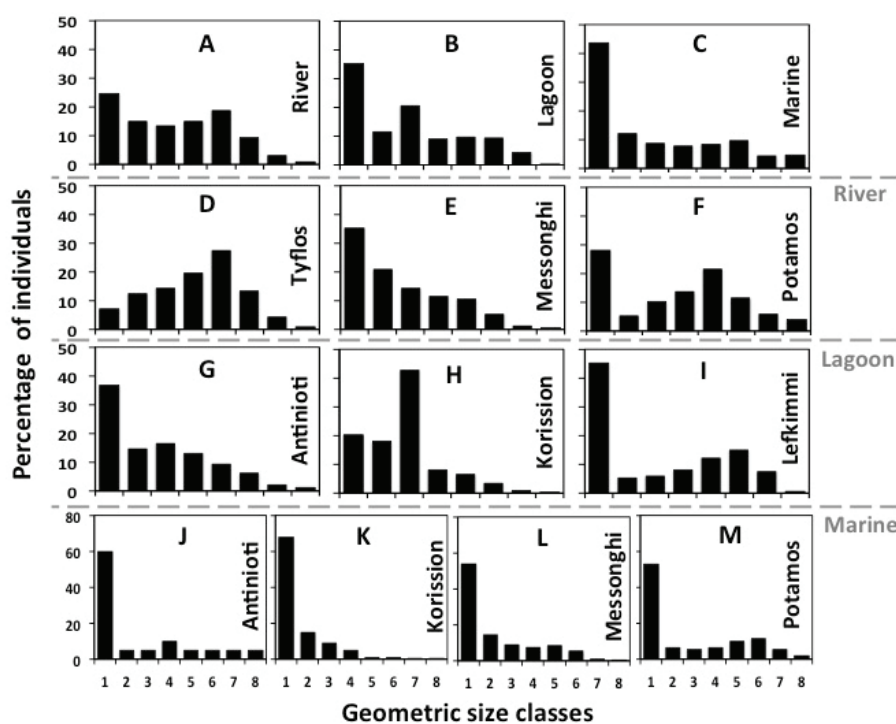 50
40
30
20
10
0
A
River
B
Lagoon
C
Marine
River
50
40
30
20
10
0
D
Tyflos
E
Messonghi
F
Potamos
Lagoon
50
40
30
20
10
0
G
Antinioti
H
Korission
I
Lefkimmi
Marine
80
60
40
20
0
J
Antinioti
K
Korission
L
Messonghi
M
Potamos
1 2 3 4 5 6 7 8 1 2 3 4 5 6 7 8 1 2 3 4 5 6 7 8 1 2 3 4 5 6 7 8
Percentage of individuals
Geometric size classes